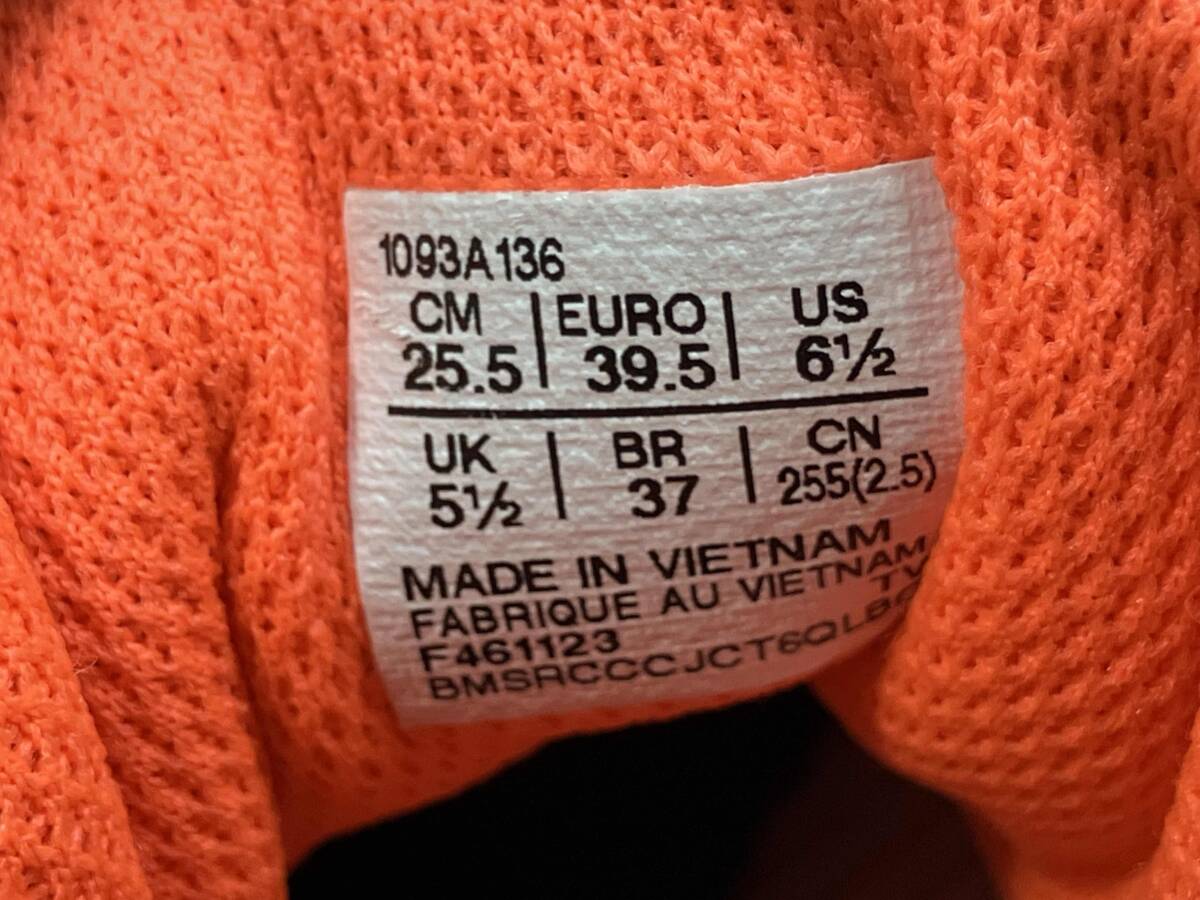 1093A136
CM | EURO | US
25.5 | 39.5 | 6½
UK | BR | CN
5½ | 37 | 255(2.5)
MADE IN VIETNAM
FABRIQUE AU VIETNAM
F461123 TV